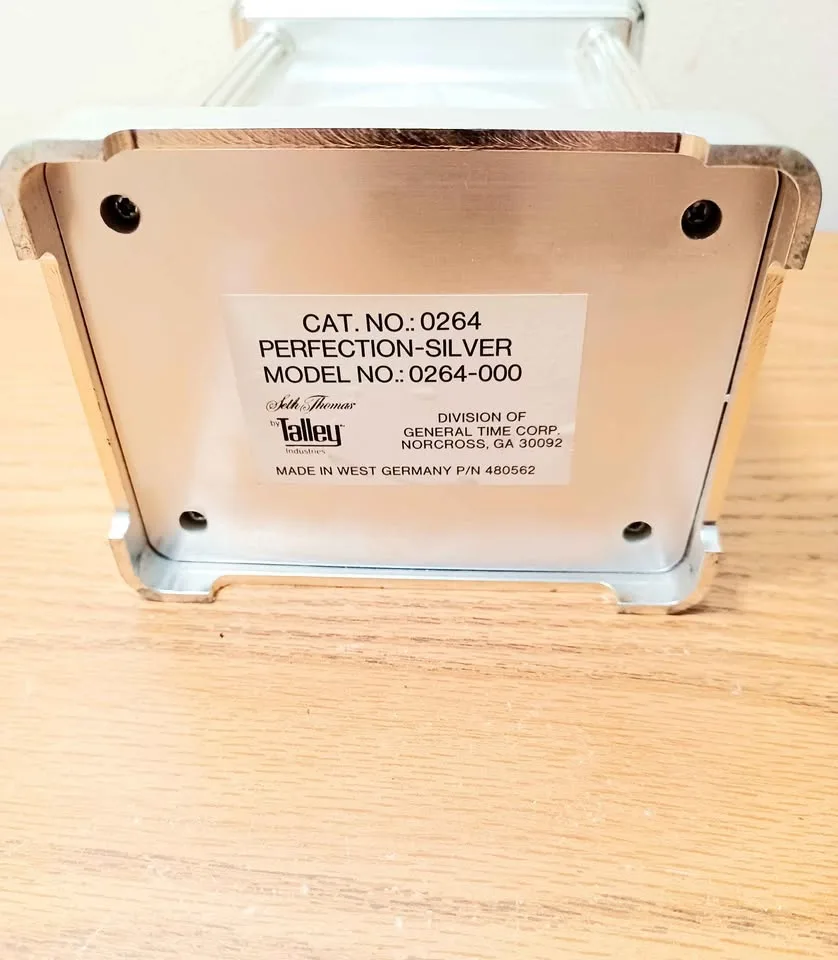 CAT. NO.: 0264
PERFECTION-SILVER
MODEL NO.: 0264-000
Seth Thomas
by Talley
Industries
DIVISION OF
GENERAL TIME CORP.
NORCROSS, GA 30092
MADE IN WEST GERMANY P/N 480562